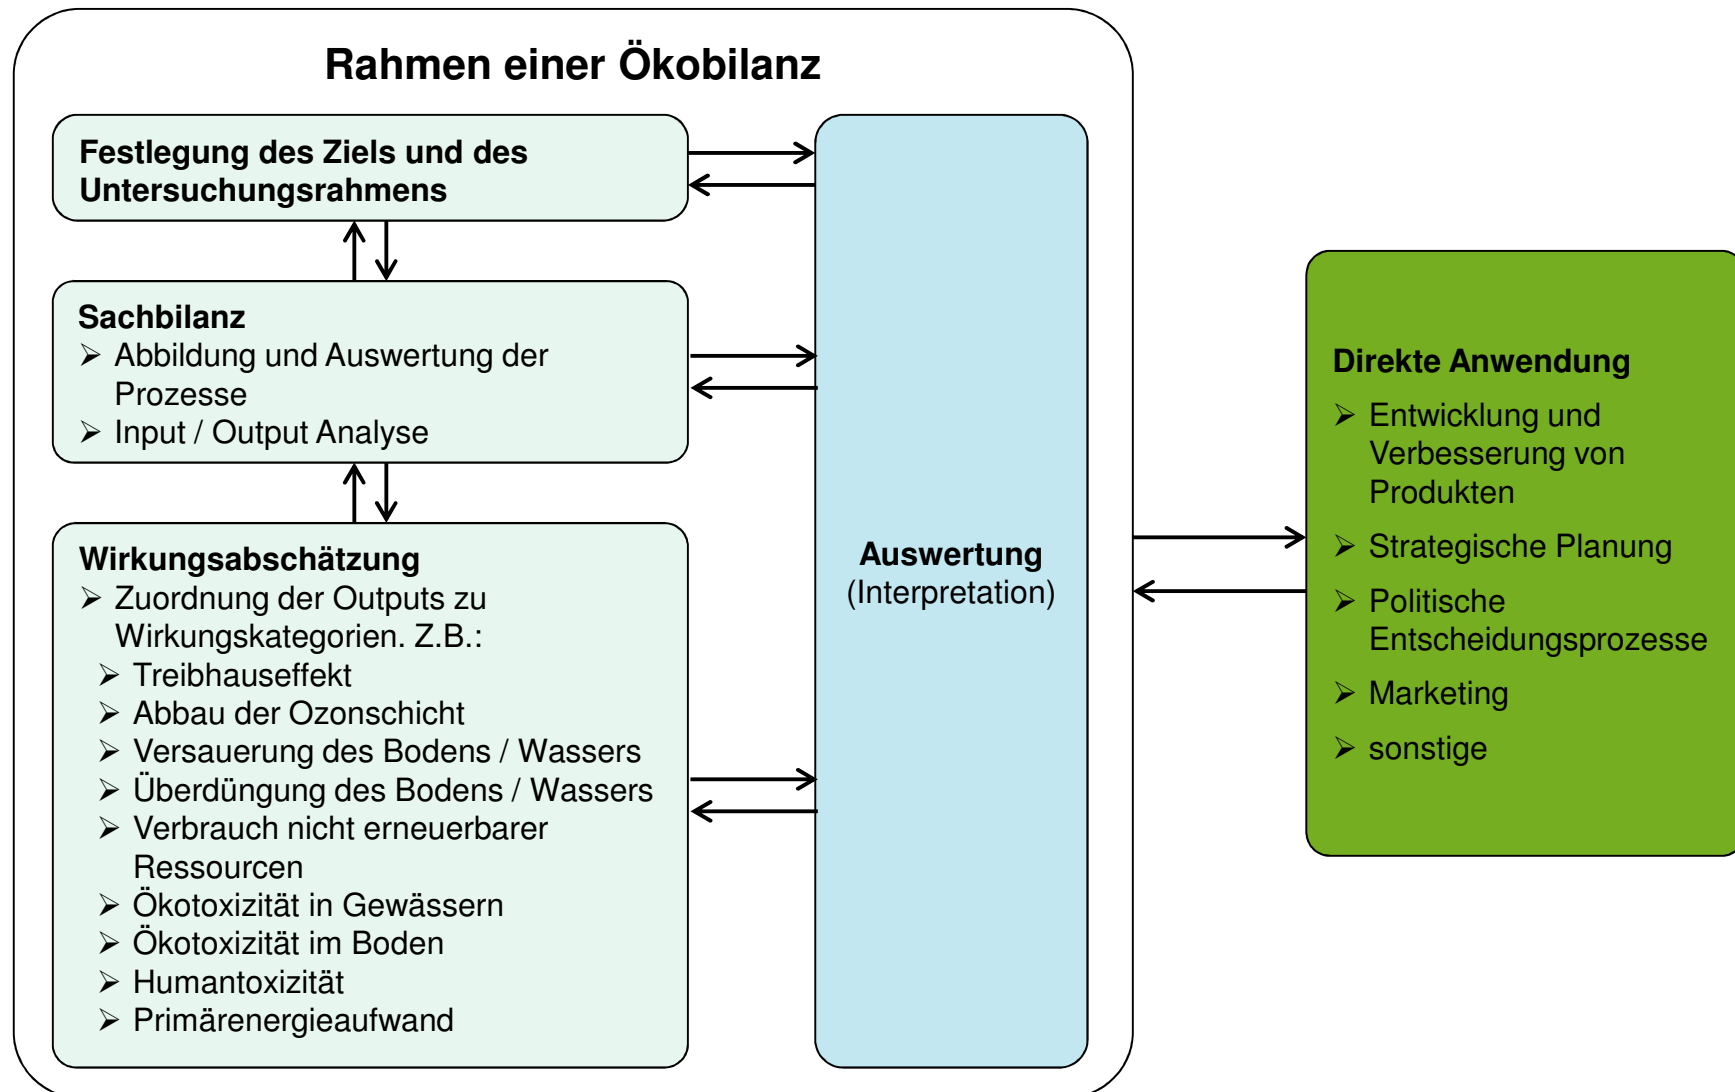 Rahmen einer Ökobilanz
Festlegung des Ziels und des
Untersuchungsrahmens
Sachbilanz
➢ Abbildung und Auswertung der
Prozesse
➢ Input / Output Analyse
Wirkungsabschätzung
➢ Zuordnung der Outputs zu
Wirkungskategorien. Z.B.:
➢ Treibhauseffekt
➢ Abbau der Ozonschicht
➢ Versauerung des Bodens / Wassers
➢ Überdüngung des Bodens / Wassers
➢ Verbrauch nicht erneuerbarer
Ressourcen
➢ Ökotoxizität in Gewässern
➢ Ökotoxizität im Boden
➢ Humantoxizität
➢ Primärenergieaufwand
Auswertung
(Interpretation)
Direkte Anwendung
➢ Entwicklung und
Verbesserung von
Produkten
➢ Strategische Planung
➢ Politische
Entscheidungsprozesse
➢ Marketing
➢ sonstige